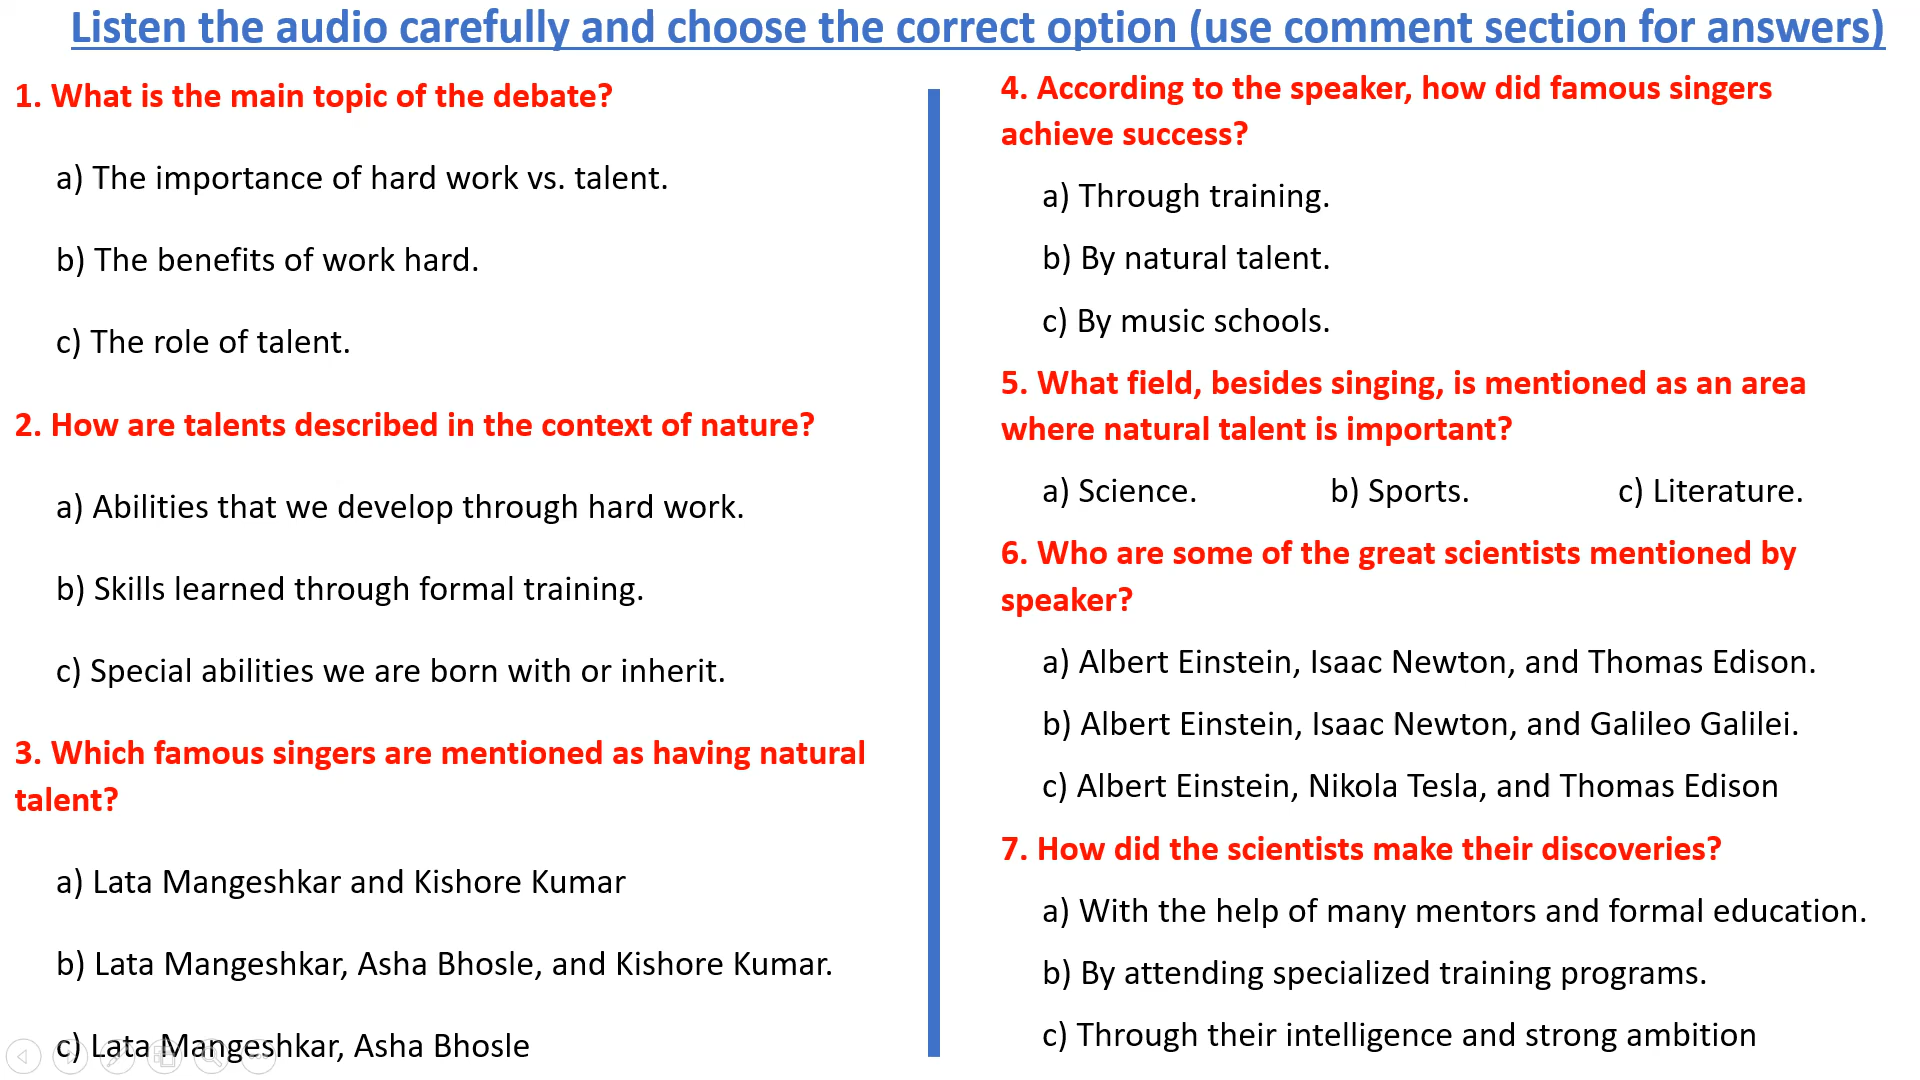 Listen the audio carefully and choose the correct option (use comment section for answers)
1. What is the main topic of the debate?
a) The importance of hard work vs. talent.
b) The benefits of work hard.
c) The role of talent.
2. How are talents described in the context of nature?
a) Abilities that we develop through hard work.
b) Skills learned through formal training.
c) Special abilities we are born with or inherit.
3. Which famous singers are mentioned as having natural
talent?
a) Lata Mangeshkar and Kishore Kumar
b) Lata Mangeshkar, Asha Bhosle, and Kishore Kumar.
c) Lata Mangeshkar, Asha Bhosle
4. According to the speaker, how did famous singers
achieve success?
a) Through training.
b) By natural talent.
c) By music schools.
5. What field, besides singing, is mentioned as an area
where natural talent is important?
a) Science. b) Sports. c) Literature.
6. Who are some of the great scientists mentioned by
speaker?
a) Albert Einstein, Isaac Newton, and Thomas Edison.
b) Albert Einstein, Isaac Newton, and Galileo Galilei.
c) Albert Einstein, Nikola Tesla, and Thomas Edison
7. How did the scientists make their discoveries?
a) With the help of many mentors and formal education.
b) By attending specialized training programs.
c) Through their intelligence and strong ambition